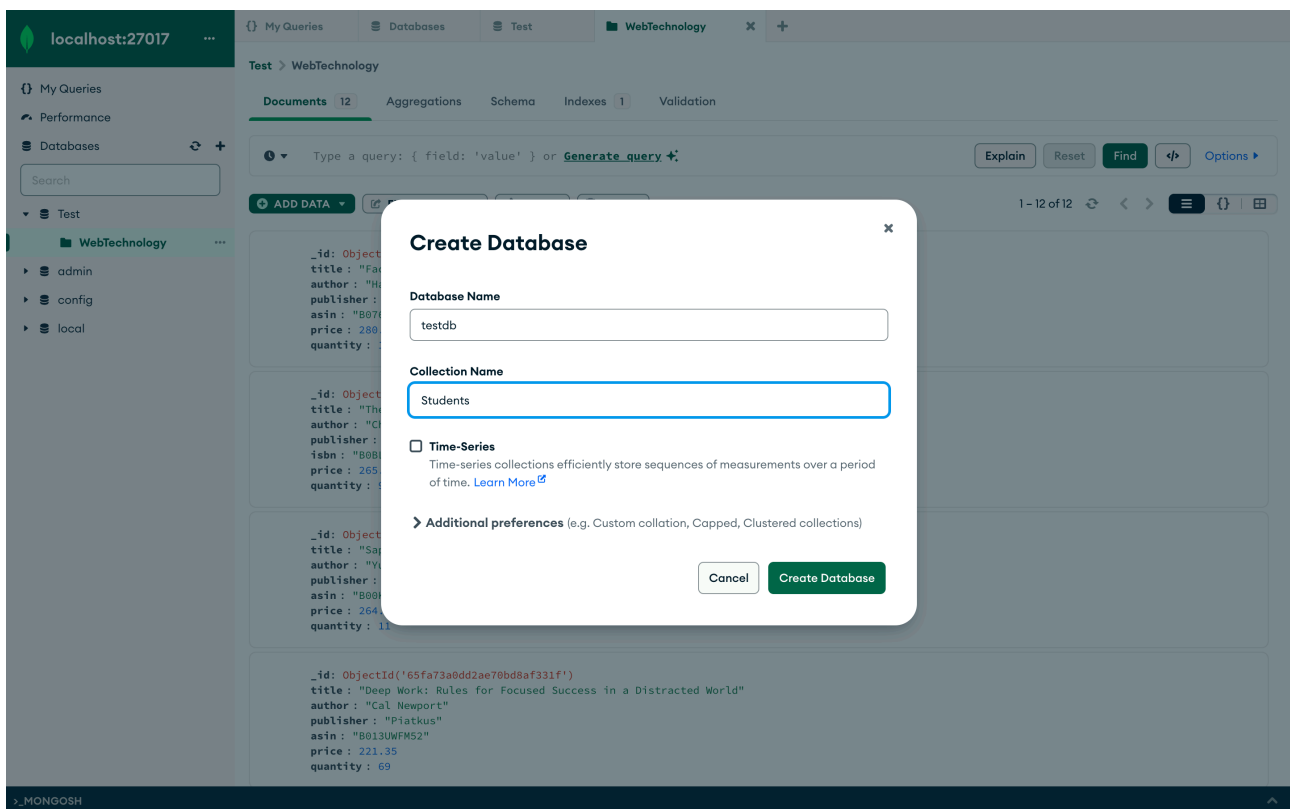 localhost:27017 ...
{} My Queries
Databases
Test
WebTechnology
Test > WebTechnology
Documents 12 Aggregations Schema Indexes 1 Validation
Type a query: { field: 'value' } or Generate query
Explain Reset Find </> Options
ADD DATA
1 – 12 of 12
{} My Queries
Performance
Databases
Search
Test
WebTechnology ...
admin
config
local
_id: Object
title :
author :
publisher :
asin :
price : 280.
quantity :
_id: Object
title : "The
author :
publisher :
isbn :
price : 265
quantity :
_id: Object
title :
author :
publisher :
asin :
price : 264
quantity : 11
_id: ObjectId('65fa73a0dd2ae70bd8af331f')
title : "Deep Work: Rules for Focused Success in a Distracted World"
author : "Cal Newport"
publisher : "Piatkus"
asin : "B013UWFM52"
price : 221.35
quantity : 69
Create Database
Database Name
testdb
Collection Name
Students
Time-Series
Time-series collections efficiently store sequences of measurements over a period
of time. Learn More
Additional preferences (e.g. Custom collation, Capped, Clustered collections)
Cancel Create Database
>_MONGOSH